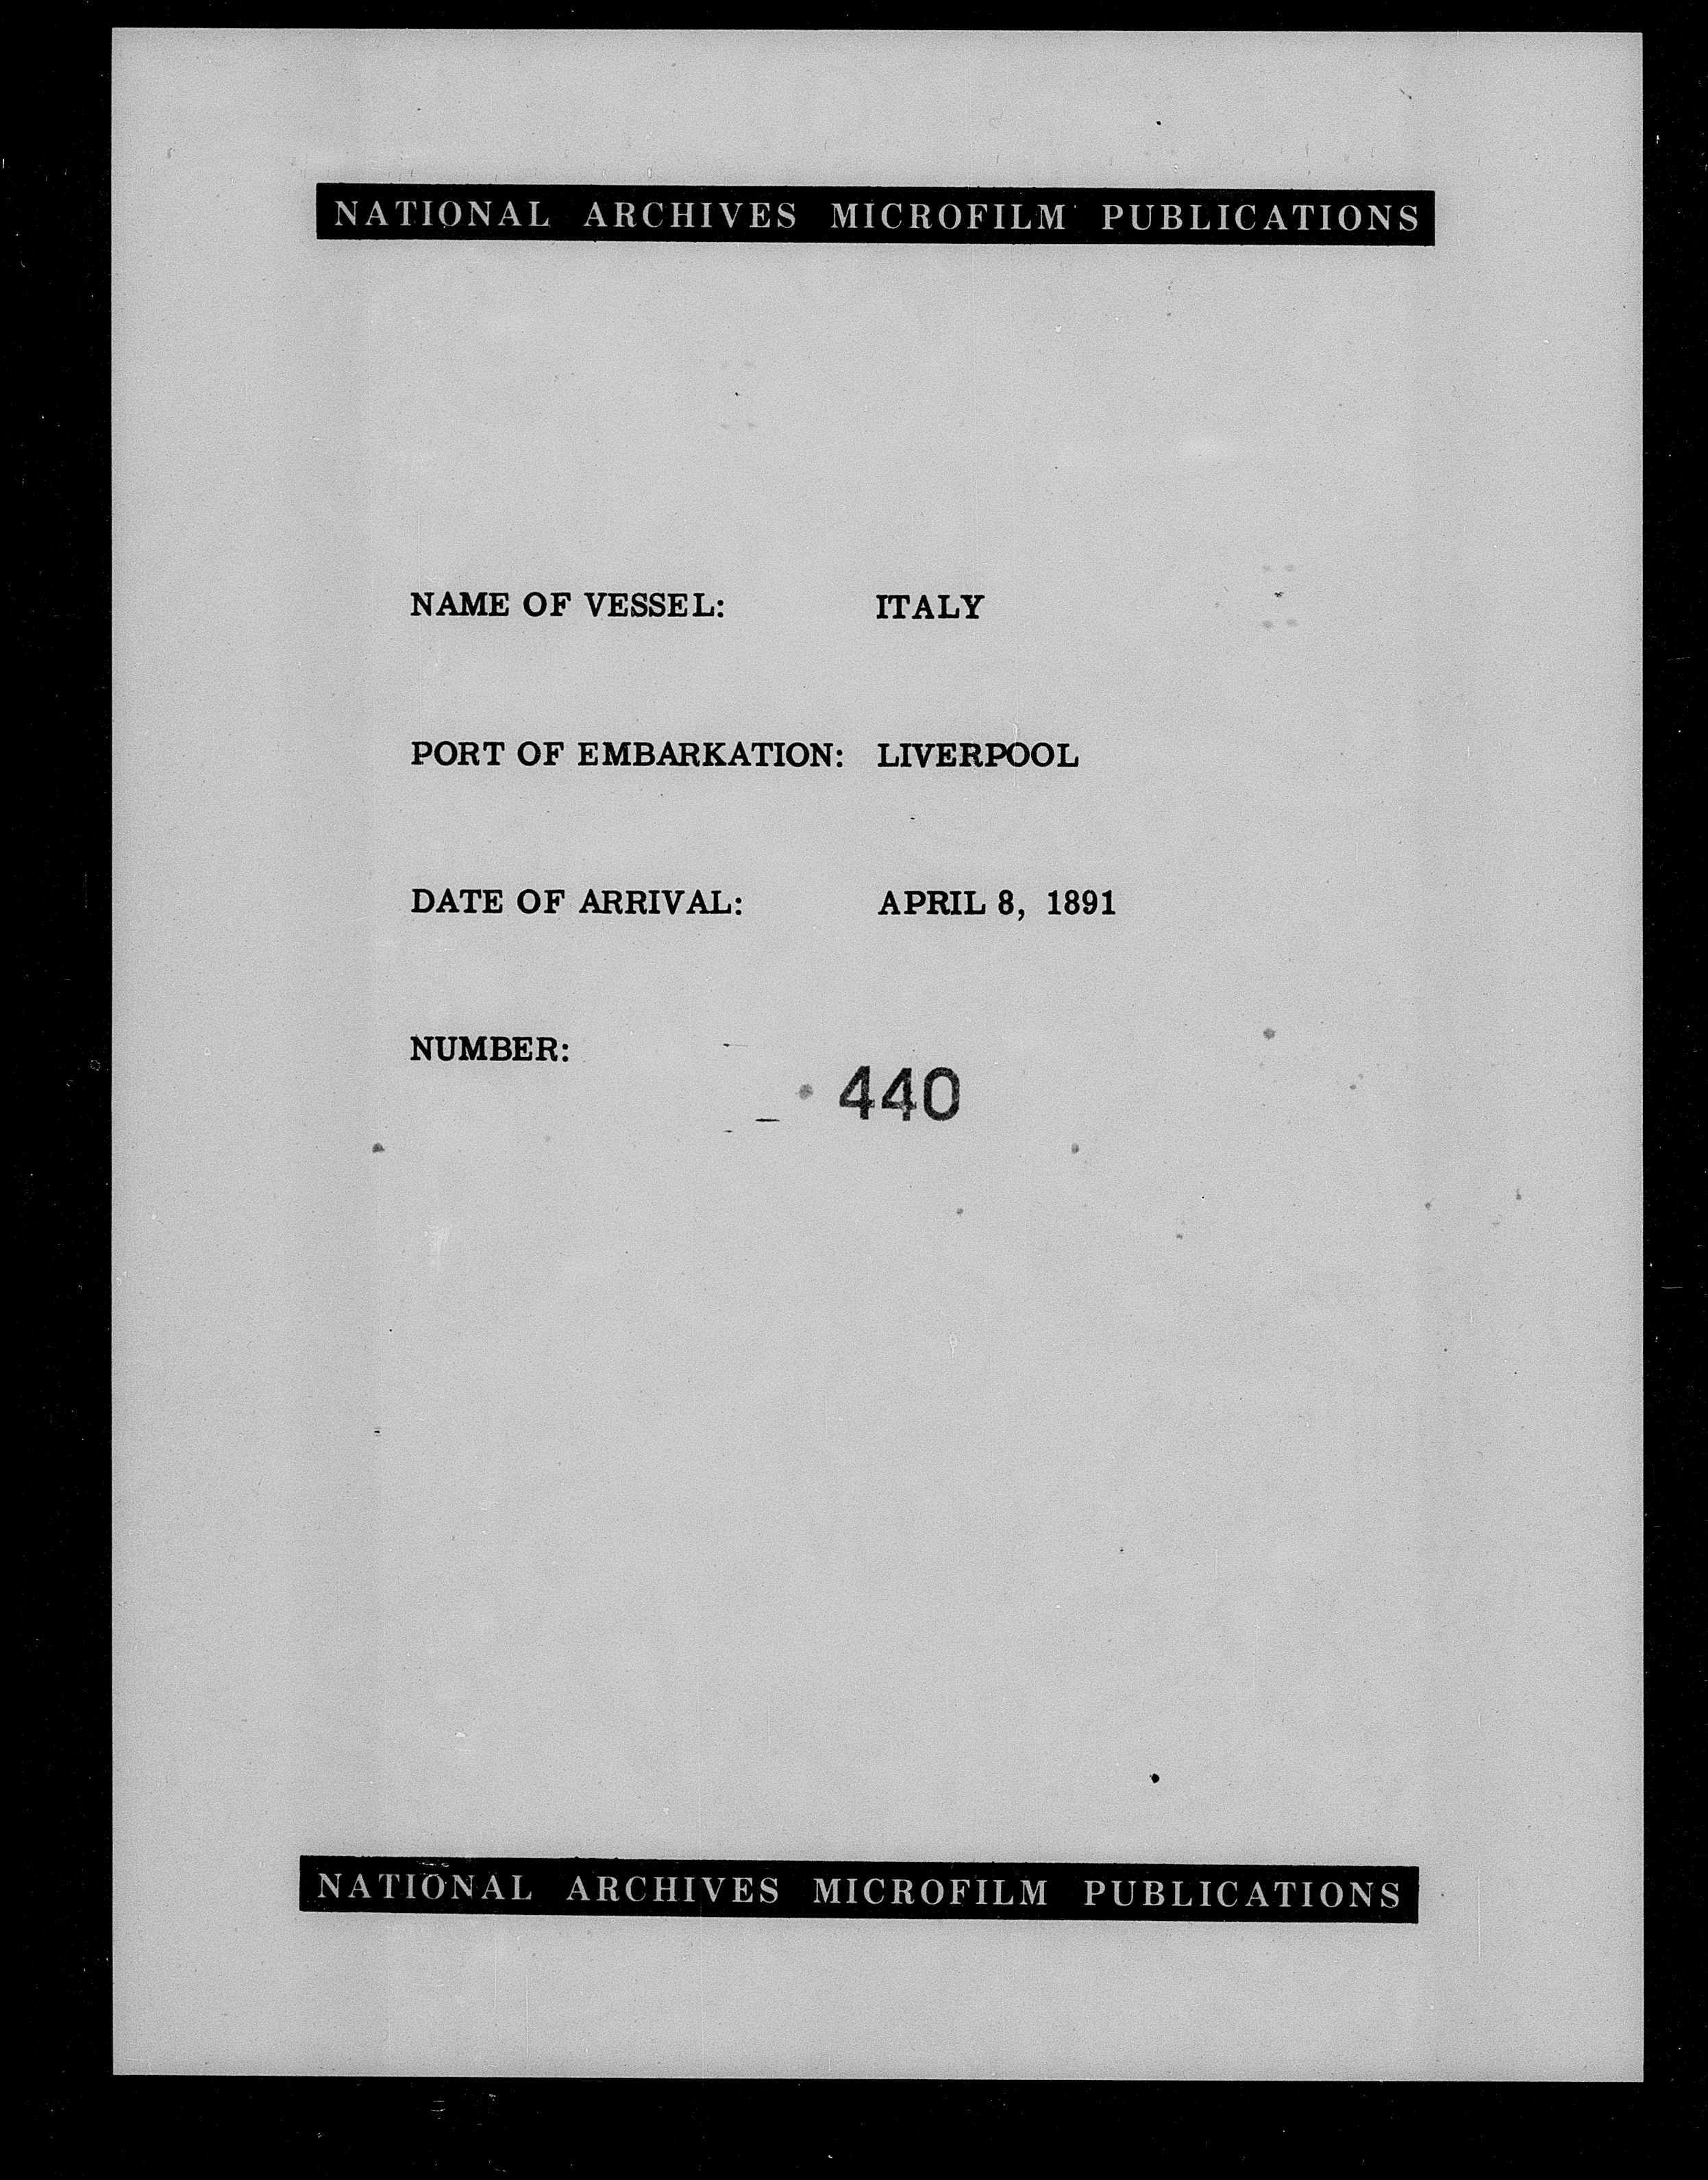 NATIONAL ARCHIVES MICROFILM PUBLICATIONS
NAME OF VESSEL: ITALY
PORT OF EMBARKATION: LIVERPOOL
DATE OF ARRIVAL: APRIL 8, 1891
NUMBER:
440
NATIONAL ARCHIVES MICROFILM PUBLICATIONS